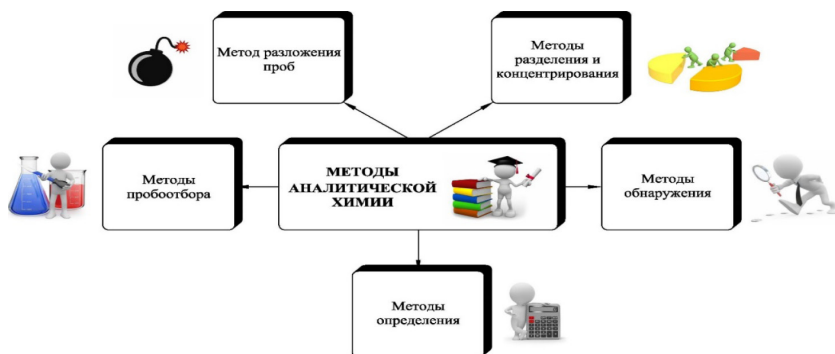 Метод разложения
проб
Методы
разделения и
концентрирования
Методы
пробоотбора
МЕТОДЫ
АНАЛИТИЧЕСКОЙ
ХИМИИ
Методы
обнаружения
Методы
определения